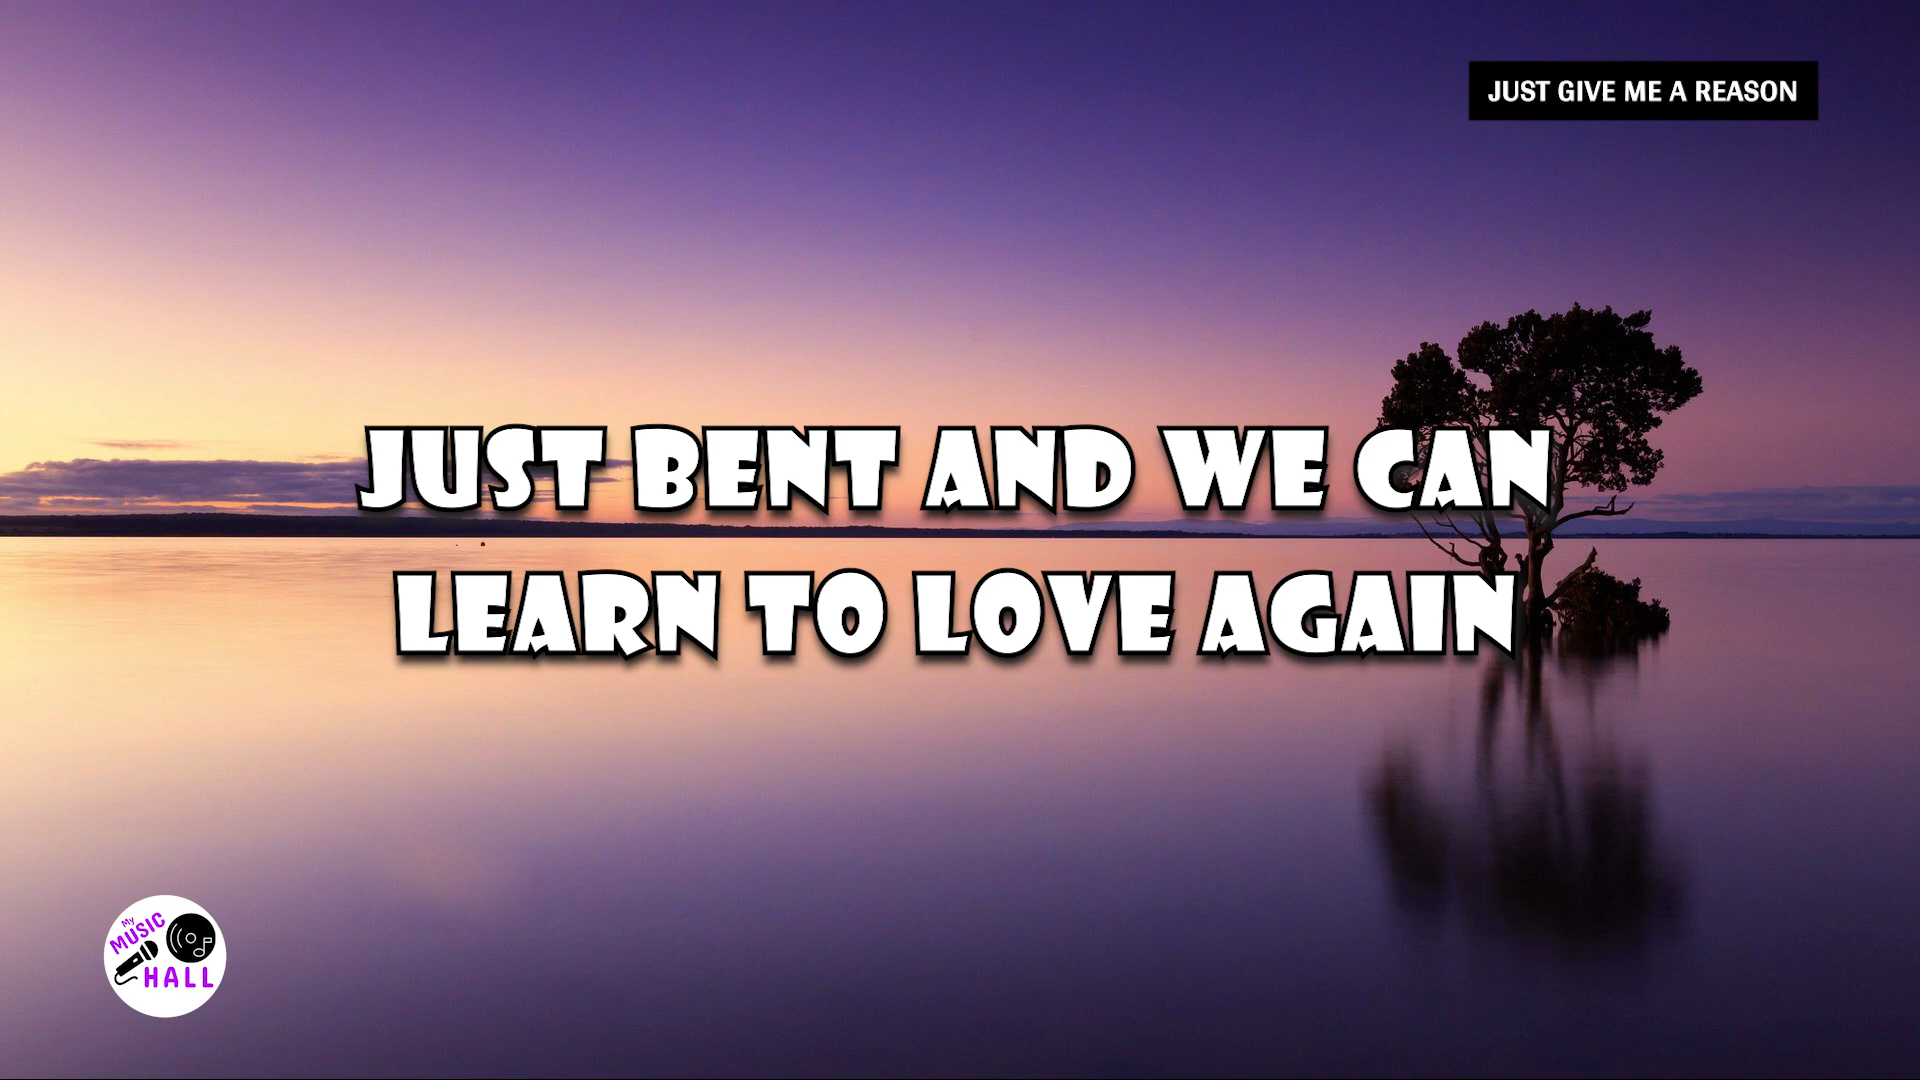 JUST GIVE ME A REASON
JUST BENT AND WE CAN
LEARN TO LOVE AGAIN
My
MUSIC
HALL